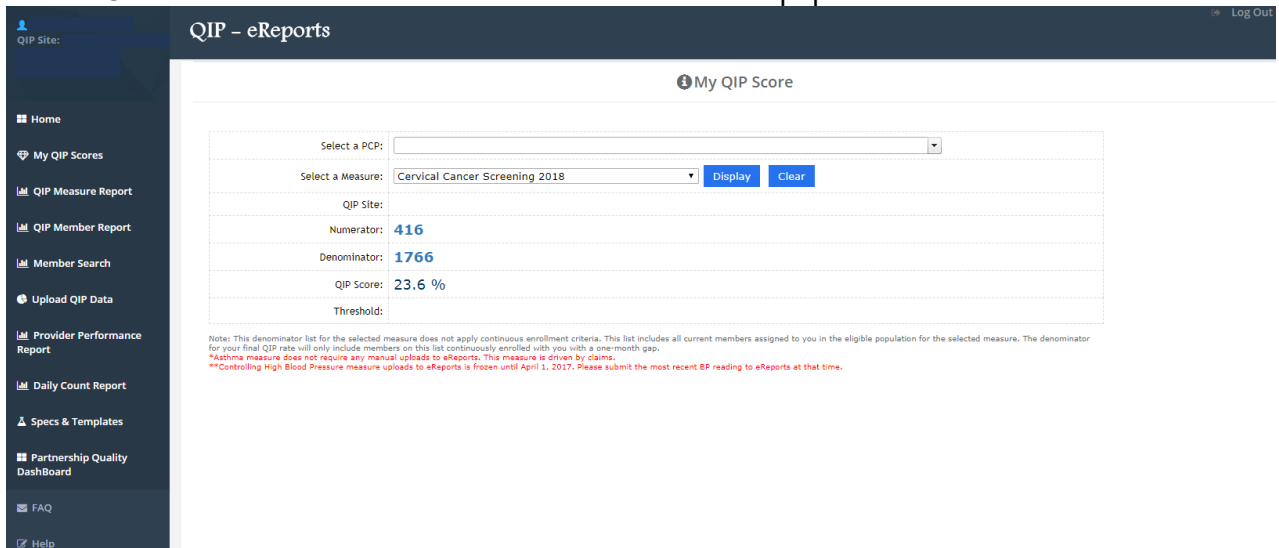 QIP Site:
QIP - eReports
Log Out
Home
My QIP Scores
QIP Measure Report
QIP Member Report
Member Search
Upload QIP Data
Provider Performance
Report
Daily Count Report
Specs & Templates
Partnership Quality
DashBoard
FAQ
Help
My QIP Score
Select a PCP:
Select a Measure: Cervical Cancer Screening 2018 Display Clear
QIP Site:
Numerator: 416
Denominator: 1766
QIP Score: 23.6 %
Threshold:
Note: This denominator list for the selected measure does not apply continuous enrollment criteria. This list includes all current members assigned to you in the eligible population for the selected measure. The denominator
for your final QIP rate will only include members on this list continuously enrolled with you with a one-month gap.
*Asthma measure does not require any manual uploads to eReports. This measure is driven by claims.
**Controlling High Blood Pressure measure uploads to eReports is frozen until April 1, 2017. Please submit the most recent BP reading to eReports at that time.